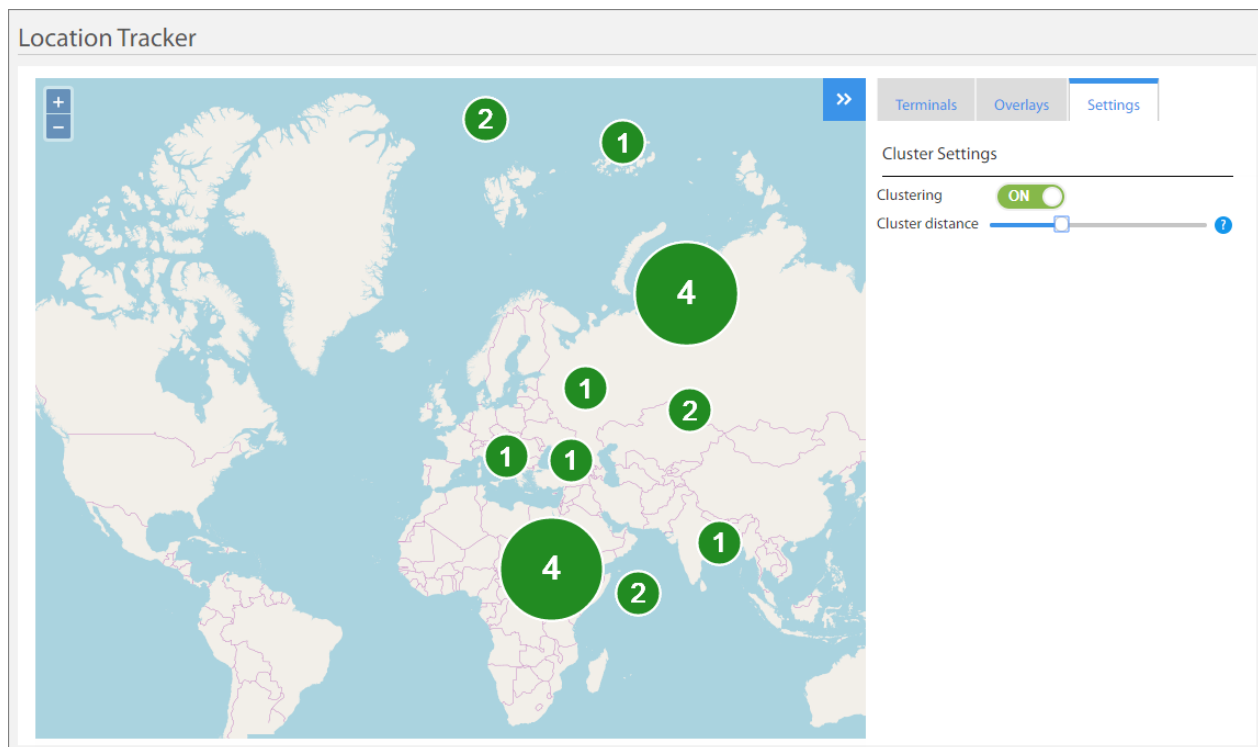 Location Tracker
+
−
»
Terminals Overlays Settings
Cluster Settings
Clustering ON
Cluster distance ?
2
1
4
1
2
1
1
1
4
2